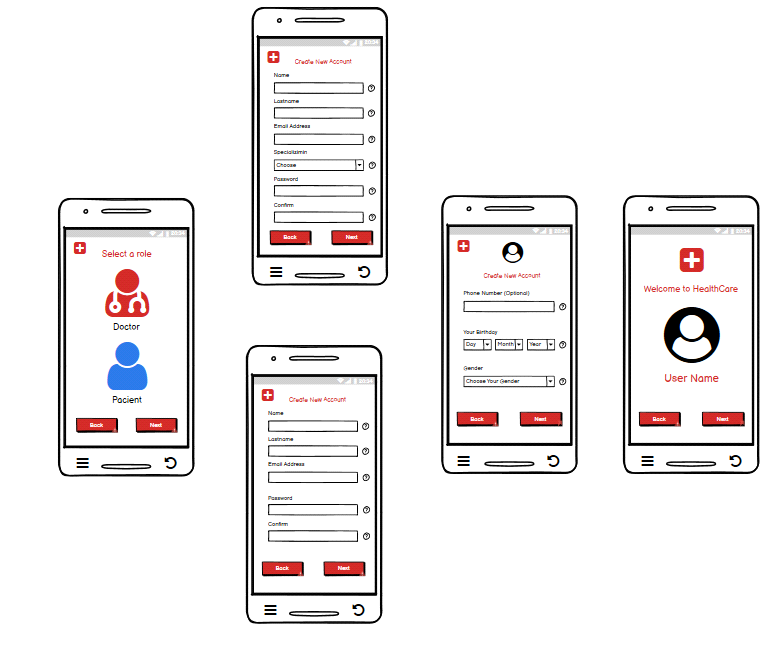 Select a role
Doctor
Pacient
Back
Next
Create New Account
Name
Lastname
Email Address
Specializimin
Choose
Password
Confirm
Back
Next
Create New Account
Name
Lastname
Email Address
Password
Confirm
Back
Next
Create New Account
Phone Number (Optional)
Your Birthday
Day
Month
Year
Gender
Choose Your Gender
Back
Next
Welcome to HealthCare
User Name
Back
Next